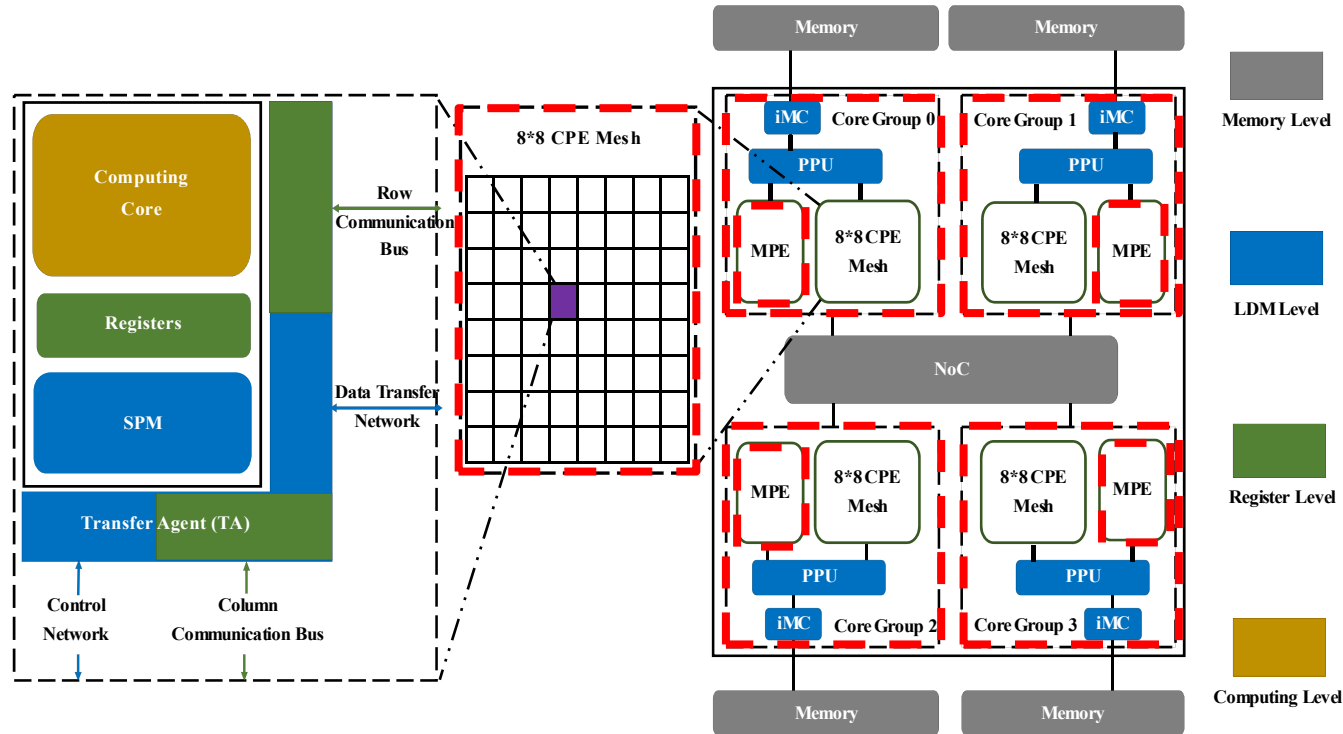 Computing
Core
Registers
SPM
Transfer Agent (TA)
Control
Network
Column
Communication Bus
Row
Communication
Bus
Data Transfer
Network
8*8 CPE Mesh
Memory
Memory
iMC
Core Group 0
PPU
MPE
8*8 CPE
Mesh
Core Group 1
iMC
PPU
8*8 CPE
Mesh
MPE
NoC
MPE
8*8 CPE
Mesh
PPU
iMC
Core Group 2
8*8 CPE
Mesh
MPE
PPU
Core Group 3
iMC
Memory
Memory
Memory Level
LDM Level
Register Level
Computing Level